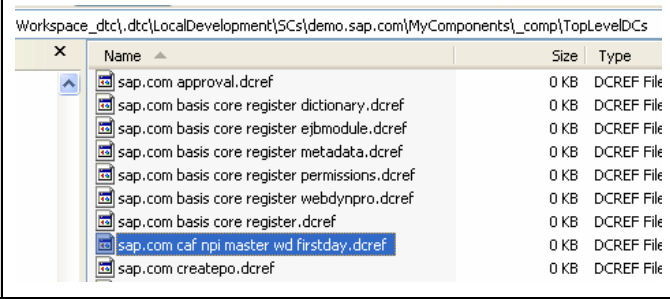 Workspace_dtc\.dtc\LocalDevelopment\SCs\demo.sap.com\MyComponents\_comp\TopLevelDCs
x Name Size Type
sap.com approval.dcref 0 KB DCREF File
sap.com basis core register dictionary.dcref 0 KB DCREF File
sap.com basis core register ejbmodule.dcref 0 KB DCREF File
sap.com basis core register metadata.dcref 0 KB DCREF File
sap.com basis core register permissions.dcref 0 KB DCREF File
sap.com basis core register webdynpro.dcref 0 KB DCREF File
sap.com basis core register.dcref 0 KB DCREF File
sap.com caf npi master wd firstday.dcref 0 KB DCREF File
sap.com createpo.dcref 0 KB DCREF File